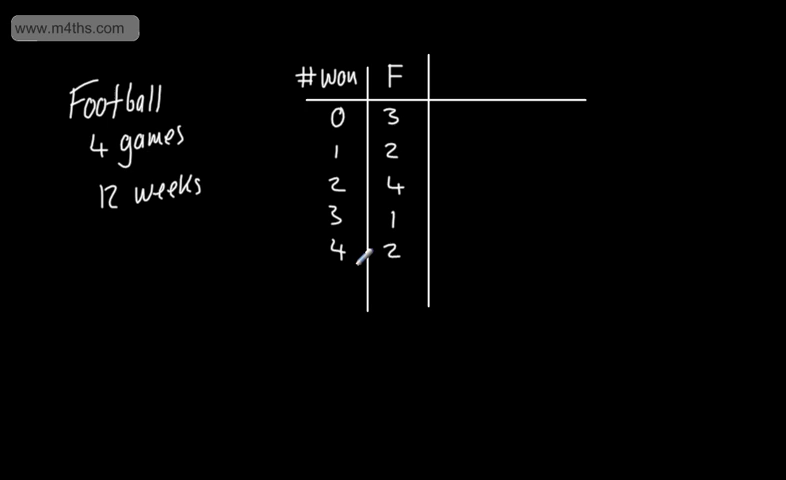 www.m4ths.com
Football
4 games
12 weeks
#Won F
0 3
1 2
2 4
3 1
4 2